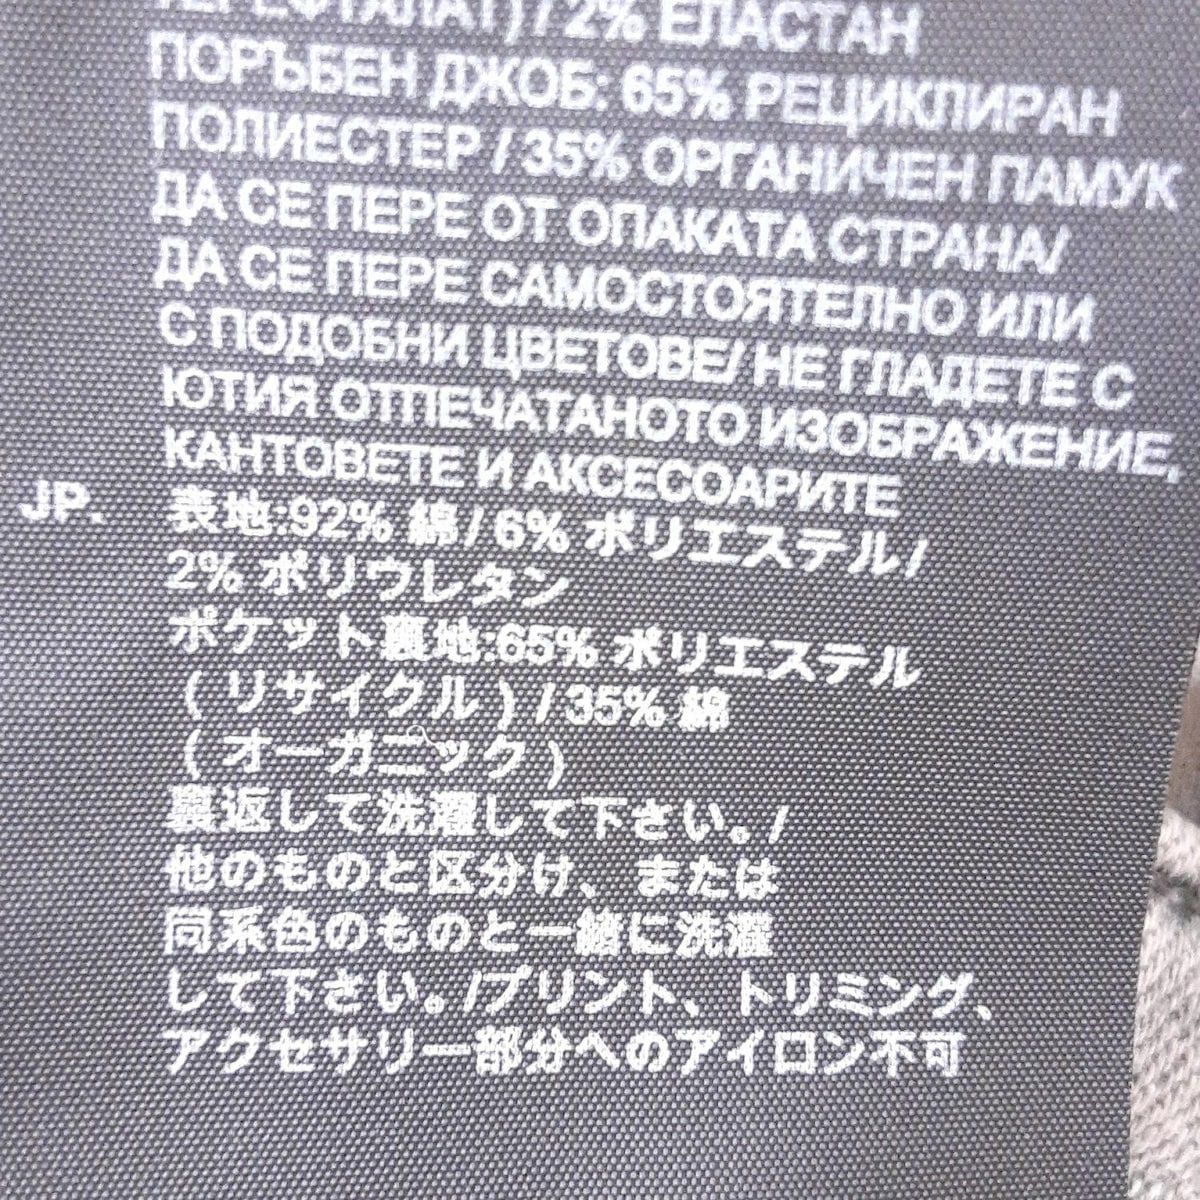 ТЕРЕФТАЛАТ) / 2% ЕЛАСТАН
ПОРЪБЕН ДЖОБ: 65% РЕЦИКЛИРАН
ПОЛИЕСТЕР / 35% ОРГАНИЧЕН ПАМУК
ДА СЕ ПЕРЕ ОТ ОПАКАТА СТРАНА/
ДА СЕ ПЕРЕ САМОСТОЯТЕЛНО ИЛИ
С ПОДОБНИ ЦВЕТОВЕ/ НЕ ГЛАДЕТЕ С
ЮТИЯ ОТПЕЧАТАНОТО ИЗОБРАЖЕНИЕ,
КАНТОВЕТЕ И АКСЕСОАРИТЕ
JP. 表地:92% 綿 / 6% ポリエステル /
2% ポリウレタン
ポケット裏地:65% ポリエステル
(リサイクル) / 35% 綿
(オーガニック)
裏返して洗濯して下さい。/
他のものと区分け、または
同系色のものと一緒に洗濯
して下さい。/プリント、トリミング、
アクセサリー部分へのアイロン不可